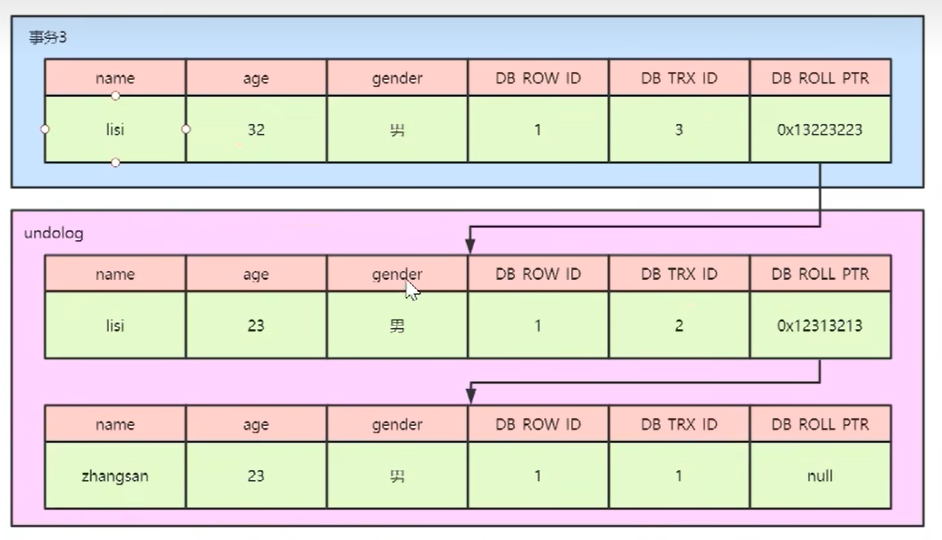 事务3
name age gender DB ROW ID DB TRX ID DB ROLL PTR
lisi 32 男 1 3 0x13223223
undolog
name age gender DB ROW ID DB TRX ID DB ROLL PTR
lisi 23 男 1 2 0x12313213
name age gender DB ROW ID DB TRX ID DB ROLL PTR
zhangsan 23 男 1 1 null